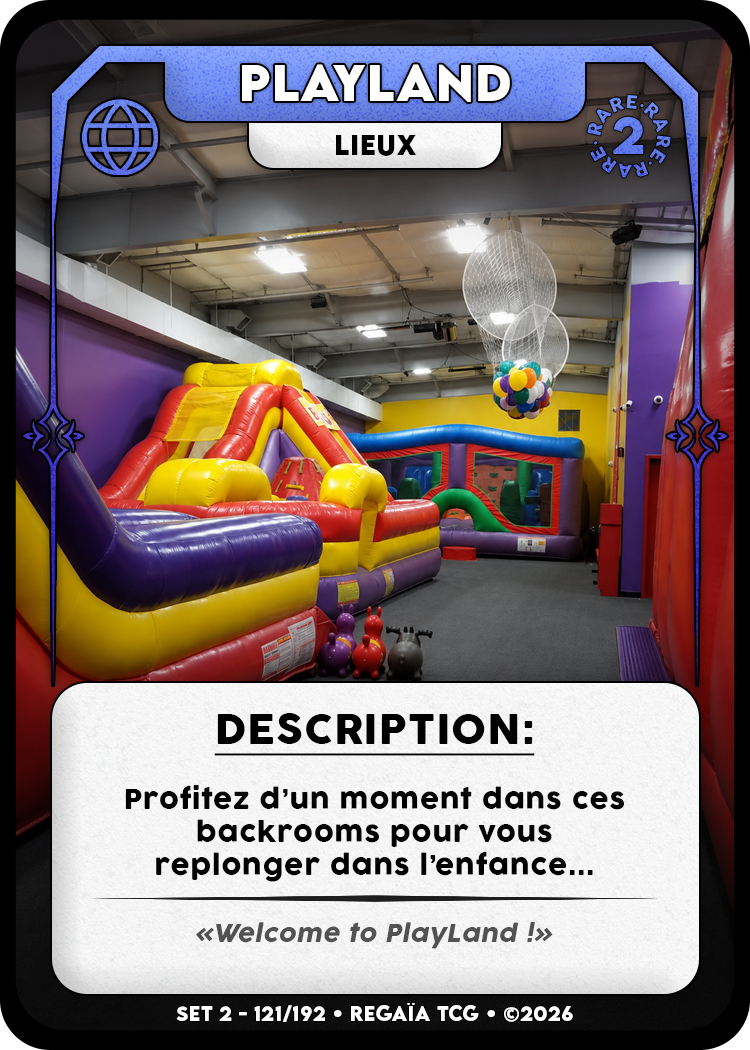 PLAYLAND
LIEUX
RARE•RARE•RARE•RARE•
2
DESCRIPTION:
Profitez d’un moment dans ces
backrooms pour vous
replonger dans l’enfance...
«Welcome to PlayLand !»
SET 2 - 121/192 • REGAÏA TCG • ©2026